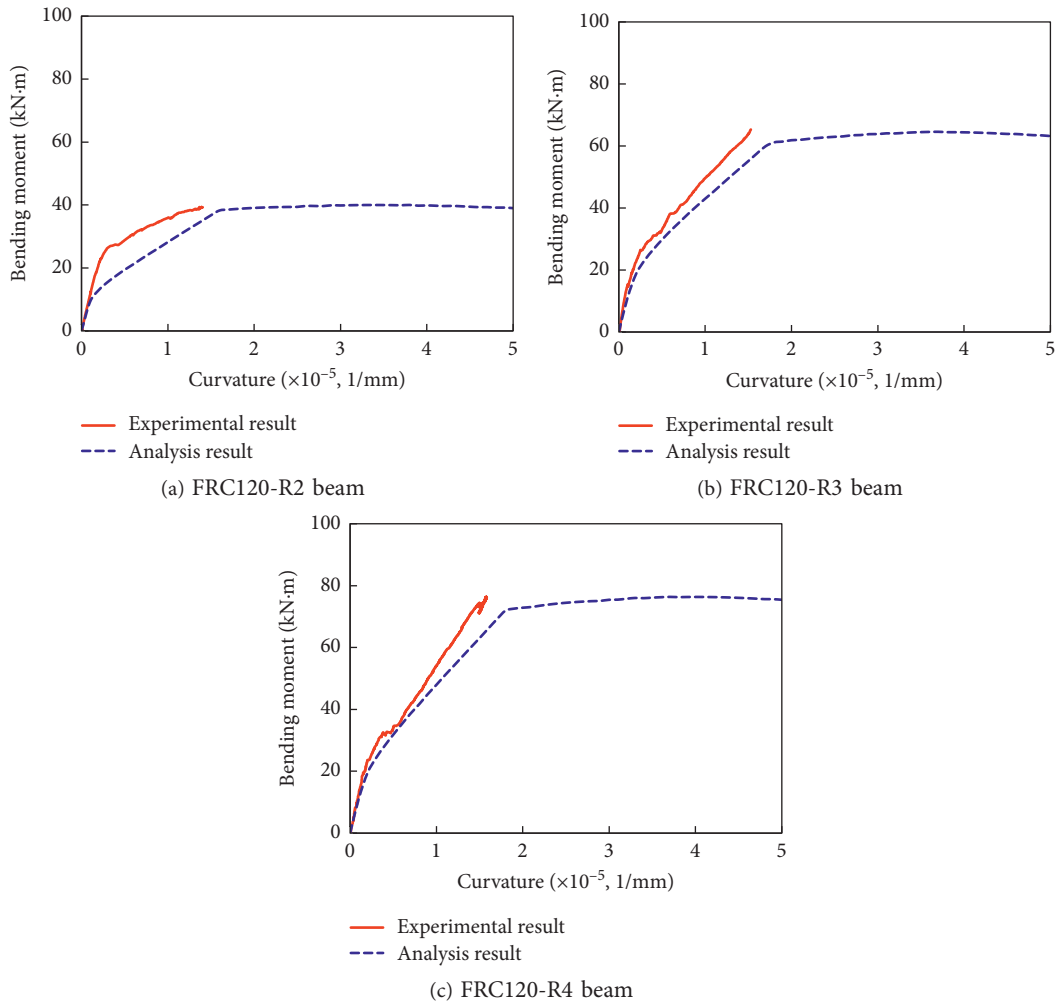 100
80
60
40
20
0
Bending moment (kN·m)
0 1 2 3 4 5
Curvature (×10⁻⁵, 1/mm)
Experimental result
Analysis result
(a) FRC120-R2 beam
100
80
60
40
20
0
Bending moment (kN·m)
0 1 2 3 4 5
Curvature (×10⁻⁵, 1/mm)
Experimental result
Analysis result
(b) FRC120-R3 beam
100
80
60
40
20
0
Bending moment (kN·m)
0 1 2 3 4 5
Curvature (×10⁻⁵, 1/mm)
Experimental result
Analysis result
(c) FRC120-R4 beam